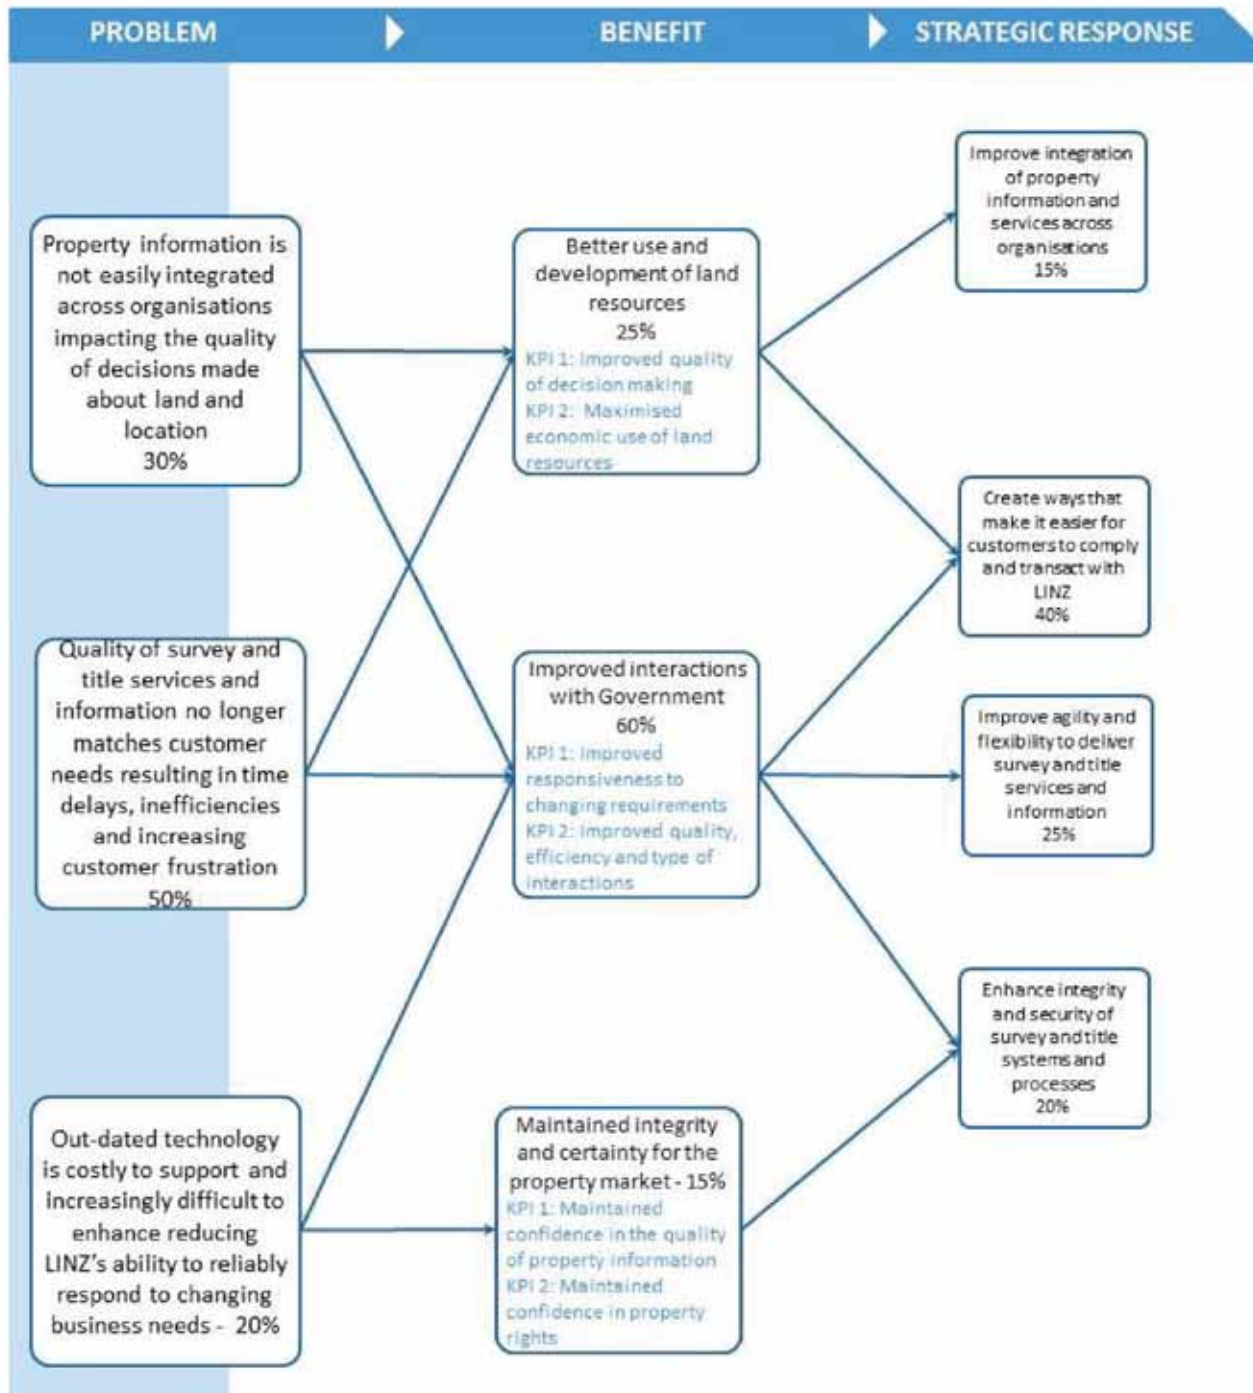 PROBLEM
BENEFIT
STRATEGIC RESPONSE
Property information is
not easily integrated
across organisations
impacting the quality
of decisions made
about land and
location
30%
Quality of survey and
title services and
information no longer
matches customer
needs resulting in time
delays, inefficiencies
and increasing
customer frustration
50%
Out-dated technology
is costly to support and
increasingly difficult to
enhance reducing
LINZ's ability to reliably
respond to changing
business needs - 20%
Better use and
development of land
resources
25%
KPI 1: Improved quality
of decision making
KPI 2: Maximised
economic use of land
resources
Improved interactions
with Government
60%
KPI 1: Improved
responsiveness to
changing requirements
KPI 2: Improved quality,
efficiency and type of
interactions
Maintained integrity
and certainty for the
property market - 15%
KPI 1: Maintained
confidence in the quality
of property information
KPI 2: Maintained
confidence in property
rights
Improve integration
of property
information and
services across
organisations
15%
Create ways that
make it easier for
customers to comply
and transact with
LINZ
40%
Improve agility and
flexibility to deliver
survey and title
services and
information
25%
Enhance integrity
and security of
survey and title
systems and
processes
20%